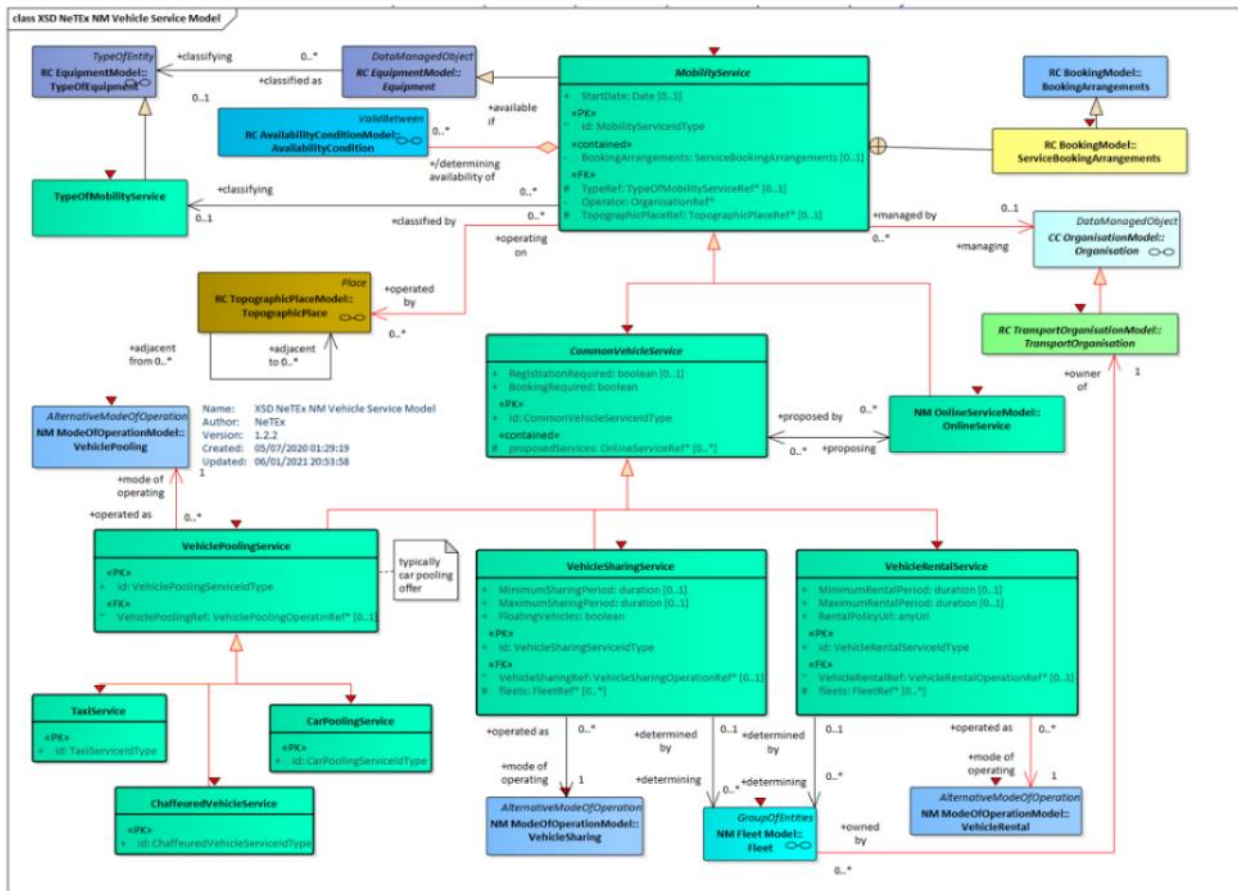 class XSD NeTEx NM Vehicle Service Model
TypeOfEntity
RC EquipmentModel::
TypeOfEquipment
+classifying
0..*
+classified as
0..1
DataManagedObject
RC EquipmentModel::
Equipment
+available
if
ValidBetween
RC AvailabilityConditionModel::
AvailabilityCondition
0..*
+/determining
availability of
MobilityService
+ StartDate: Date [0..1]
«PK»
~ id: MobilityServiceIdType
«contained»
- BookingArrangements: ServiceBookingArrangements [0..1]
«FK»
# TypeRef: TypeOfMobilityServiceRef* [0..1]
- Operator: OrganisationRef*
# TopographicPlaceRef: TopographicPlaceRef* [0..1]
RC BookingModel::
BookingArrangements
RC BookingModel::
ServiceBookingArrangements
TypeOfMobilityService
+classifying
0..1
0..*
+classified by
0..*
+operating
on
+managed by
0..*
0..1
+managing
DataManagedObject
CC OrganisationModel::
Organisation
Place
RC TopographicPlaceModel::
TopographicPlace
+operated
by
0..*
+adjacent
from 0..*
+adjacent
to 0..*
RC TransportOrganisationModel::
TransportOrganisation
+owner
of
1
CommonVehicleService
+ RegistrationRequired: boolean [0..1]
+ BookingRequired: boolean
«PK»
+ id: CommonVehicleServiceIdType
«contained»
# proposedServices: OnlineServiceRef* [0..*]
+proposed by
0..*
0..*
+proposing
NM OnlineServiceModel::
OnlineService
AlternativeModeOfOperation
NM ModeOfOperationModel::
VehiclePooling
Name: XSD NeTEx NM Vehicle Service Model
Author: NeTEx
Version: 1.2.2
Created: 05/07/2020 01:29:19
Updated: 06/01/2021 20:53:58
+mode of
operating
1
+operated as
0..*
VehiclePoolingService
«PK»
+ id: VehiclePoolingServiceIdType
«FK»
~ VehiclePoolingRef: VehiclePoolingOperatinRef* [0..1]
typically
car pooling
offer
VehicleSharingService
+ MinimumSharingPeriod: duration [0..1]
+ MaximumSharingPeriod: duration [0..1]
+ FloatingVehicles: boolean
«PK»
+ id: VehicleSharingServiceIdType
«FK»
~ VehicleSharingRef: VehicleSharingOperationRef* [0..1]
# fleets: FleetRef* [0..*]
VehicleRentalService
+ MinimumRentalPeriod: duration [0..1]
+ MaximumRentalPeriod: duration [0..1]
+ RentalPolicyUrl: anyUri
«PK»
+ id: VehicleRentalServiceIdType
«FK»
~ VehicleRentalRef: VehicleRentalOperationRef* [0..1]
# fleets: FleetRef* [0..*]
TaxiService
«PK»
+ id: TaxiServiceIdType
CarPoolingService
«PK»
+ id: CarPoolingServiceIdType
ChaffeuredVehicleService
«PK»
+ id: ChaffeuredVehicleServiceIdType
+operated as
0..*
+mode of
operating
1
+determined
by
0..1
+determining
0..*
+determined
by
0..1
+determining
0..*
+operated as
0..*
+mode of
operating
1
AlternativeModeOfOperation
NM ModeOfOperationModel::
VehicleSharing
GroupOfEntities
NM Fleet Model::
Fleet
+owned
by
0..*
AlternativeModeOfOperation
NM ModeOfOperationModel::
VehicleRental